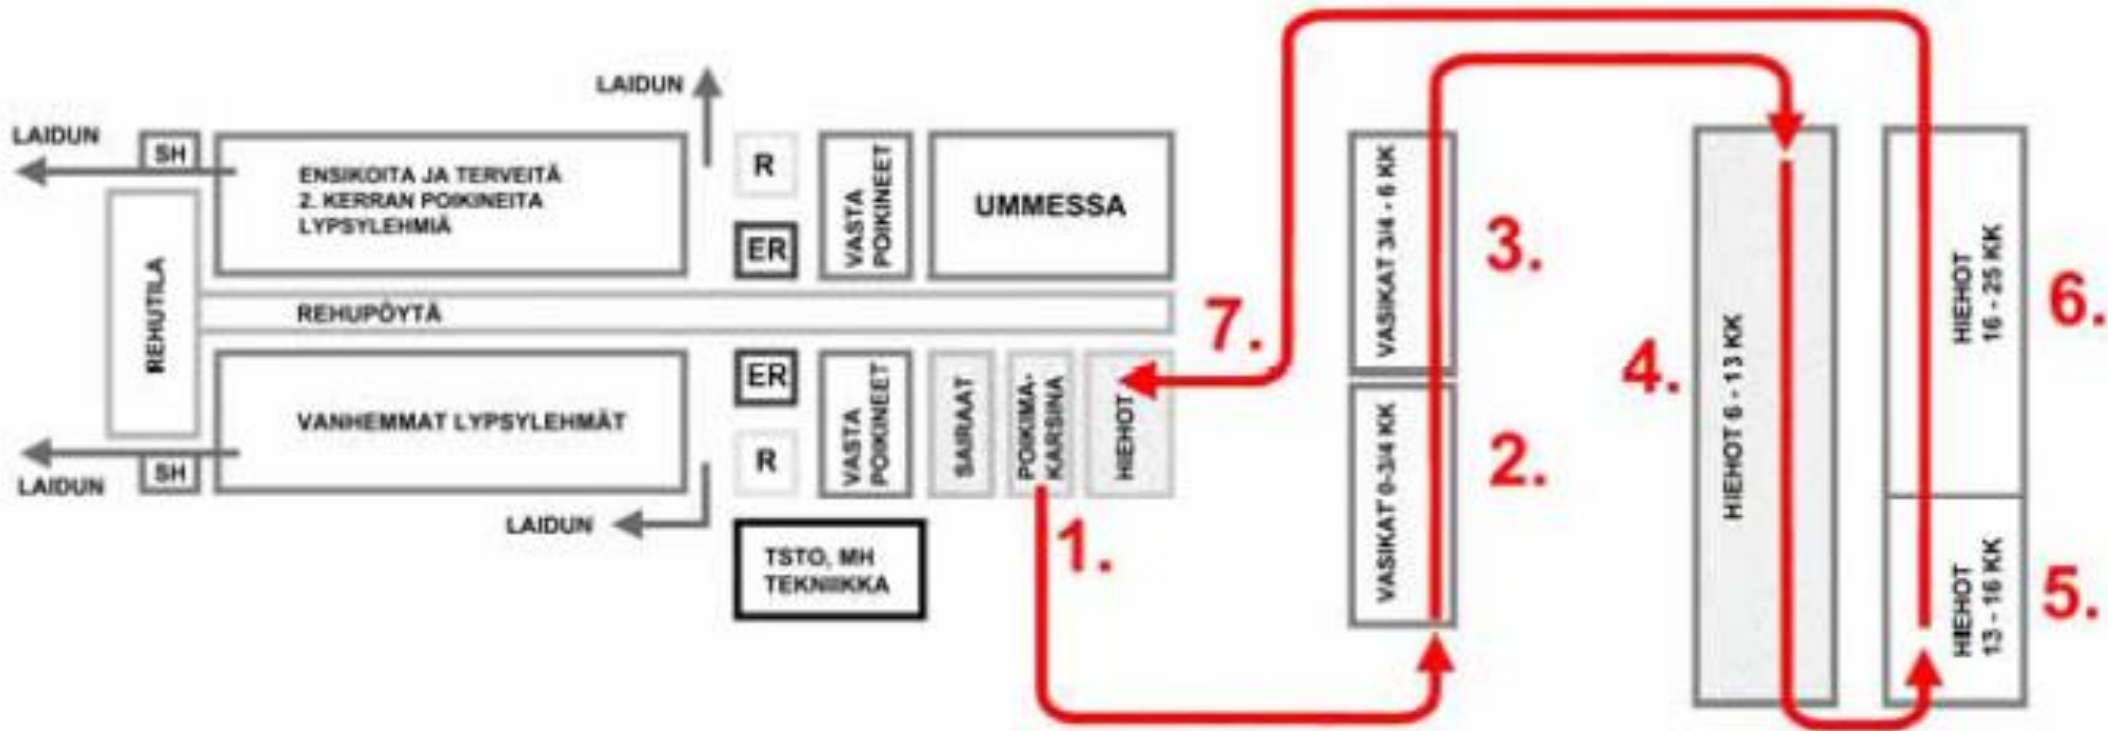 LAIDUN
LAIDUN
SH
ENSIKOITA JA TERVEITÄ
2. KERRAN POIKINEITA
LYPSYLEHMIÄ
R
ER
VASTA
POIKINEET
UMMESSA
REHUTILA
REHUPÖYTÄ
VANHEMMAT LYPSYLEHMÄT
ER
R
VASTA
POIKINEET
SAIRAAT
POIKIMA-
KARSINA
HIEHOT
SH
LAIDUN
LAIDUN
TSTO, MH
TEKNIIKKA
1.
7.
VASIKAT 3/4 - 6 KK
3.
VASIKAT 0-3/4 KK
2.
HIEHOT 6 - 13 KK
4.
HIEHOT
16 - 25 KK
6.
HIEHOT
13 - 16 KK
5.